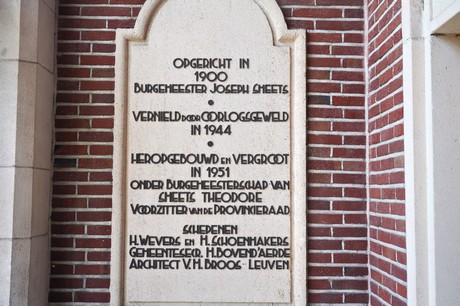 OPGERICHT IN
1900
BURGEMEESTER JOSEPH SMEETS
•
VERNIELD DOOR OORLOGSGEWELD
IN 1944
•
HEROPGEBOUWD EN VERGROOT
IN 1951
ONDER BURGEMEESTERSCHAP VAN
SMEETS THEODORE
VOORZITTER VAN DE PROVINCIERAAD
SCHEPENEN
H. WEVERS EN H. SCHOENMAKERS
GEMEENTESECR. H. BOVEND'AERDE
ARCHITECT V. H. BROOS - LEUVEN